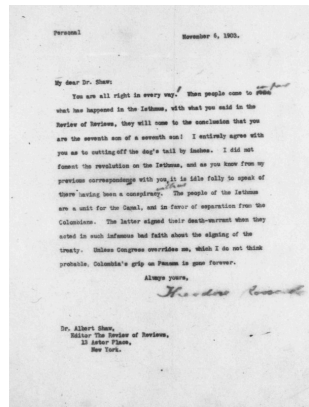 Personal
November 6, 1903.
My dear Dr. Shaw:
You are all right in every way! When people come to
what has happened in the Isthmus, with what you said in the
Review of Reviews, they will come to the conclusion that you
are the seventh son of a seventh son! I entirely agree with
you as to cutting off the dog's tail by inches. I did not
foment the revolution on the Isthmus, and as you know from my
previous correspondence with you, it is idle folly to speak of
there having been a conspiracy. The people of the Isthmus
are a unit for the Canal, and in favor of separation from the
Colombians. The latter signed their death-warrant when they
acted in such infamous bad faith about the signing of the
treaty. Unless Congress overrides me, which I do not think
probable, Colombia's grip on Panama is gone forever.
Always yours,
Theodore Roosevelt
Dr. Albert Shaw,
Editor The Review of Reviews,
13 Astor Place,
New York.